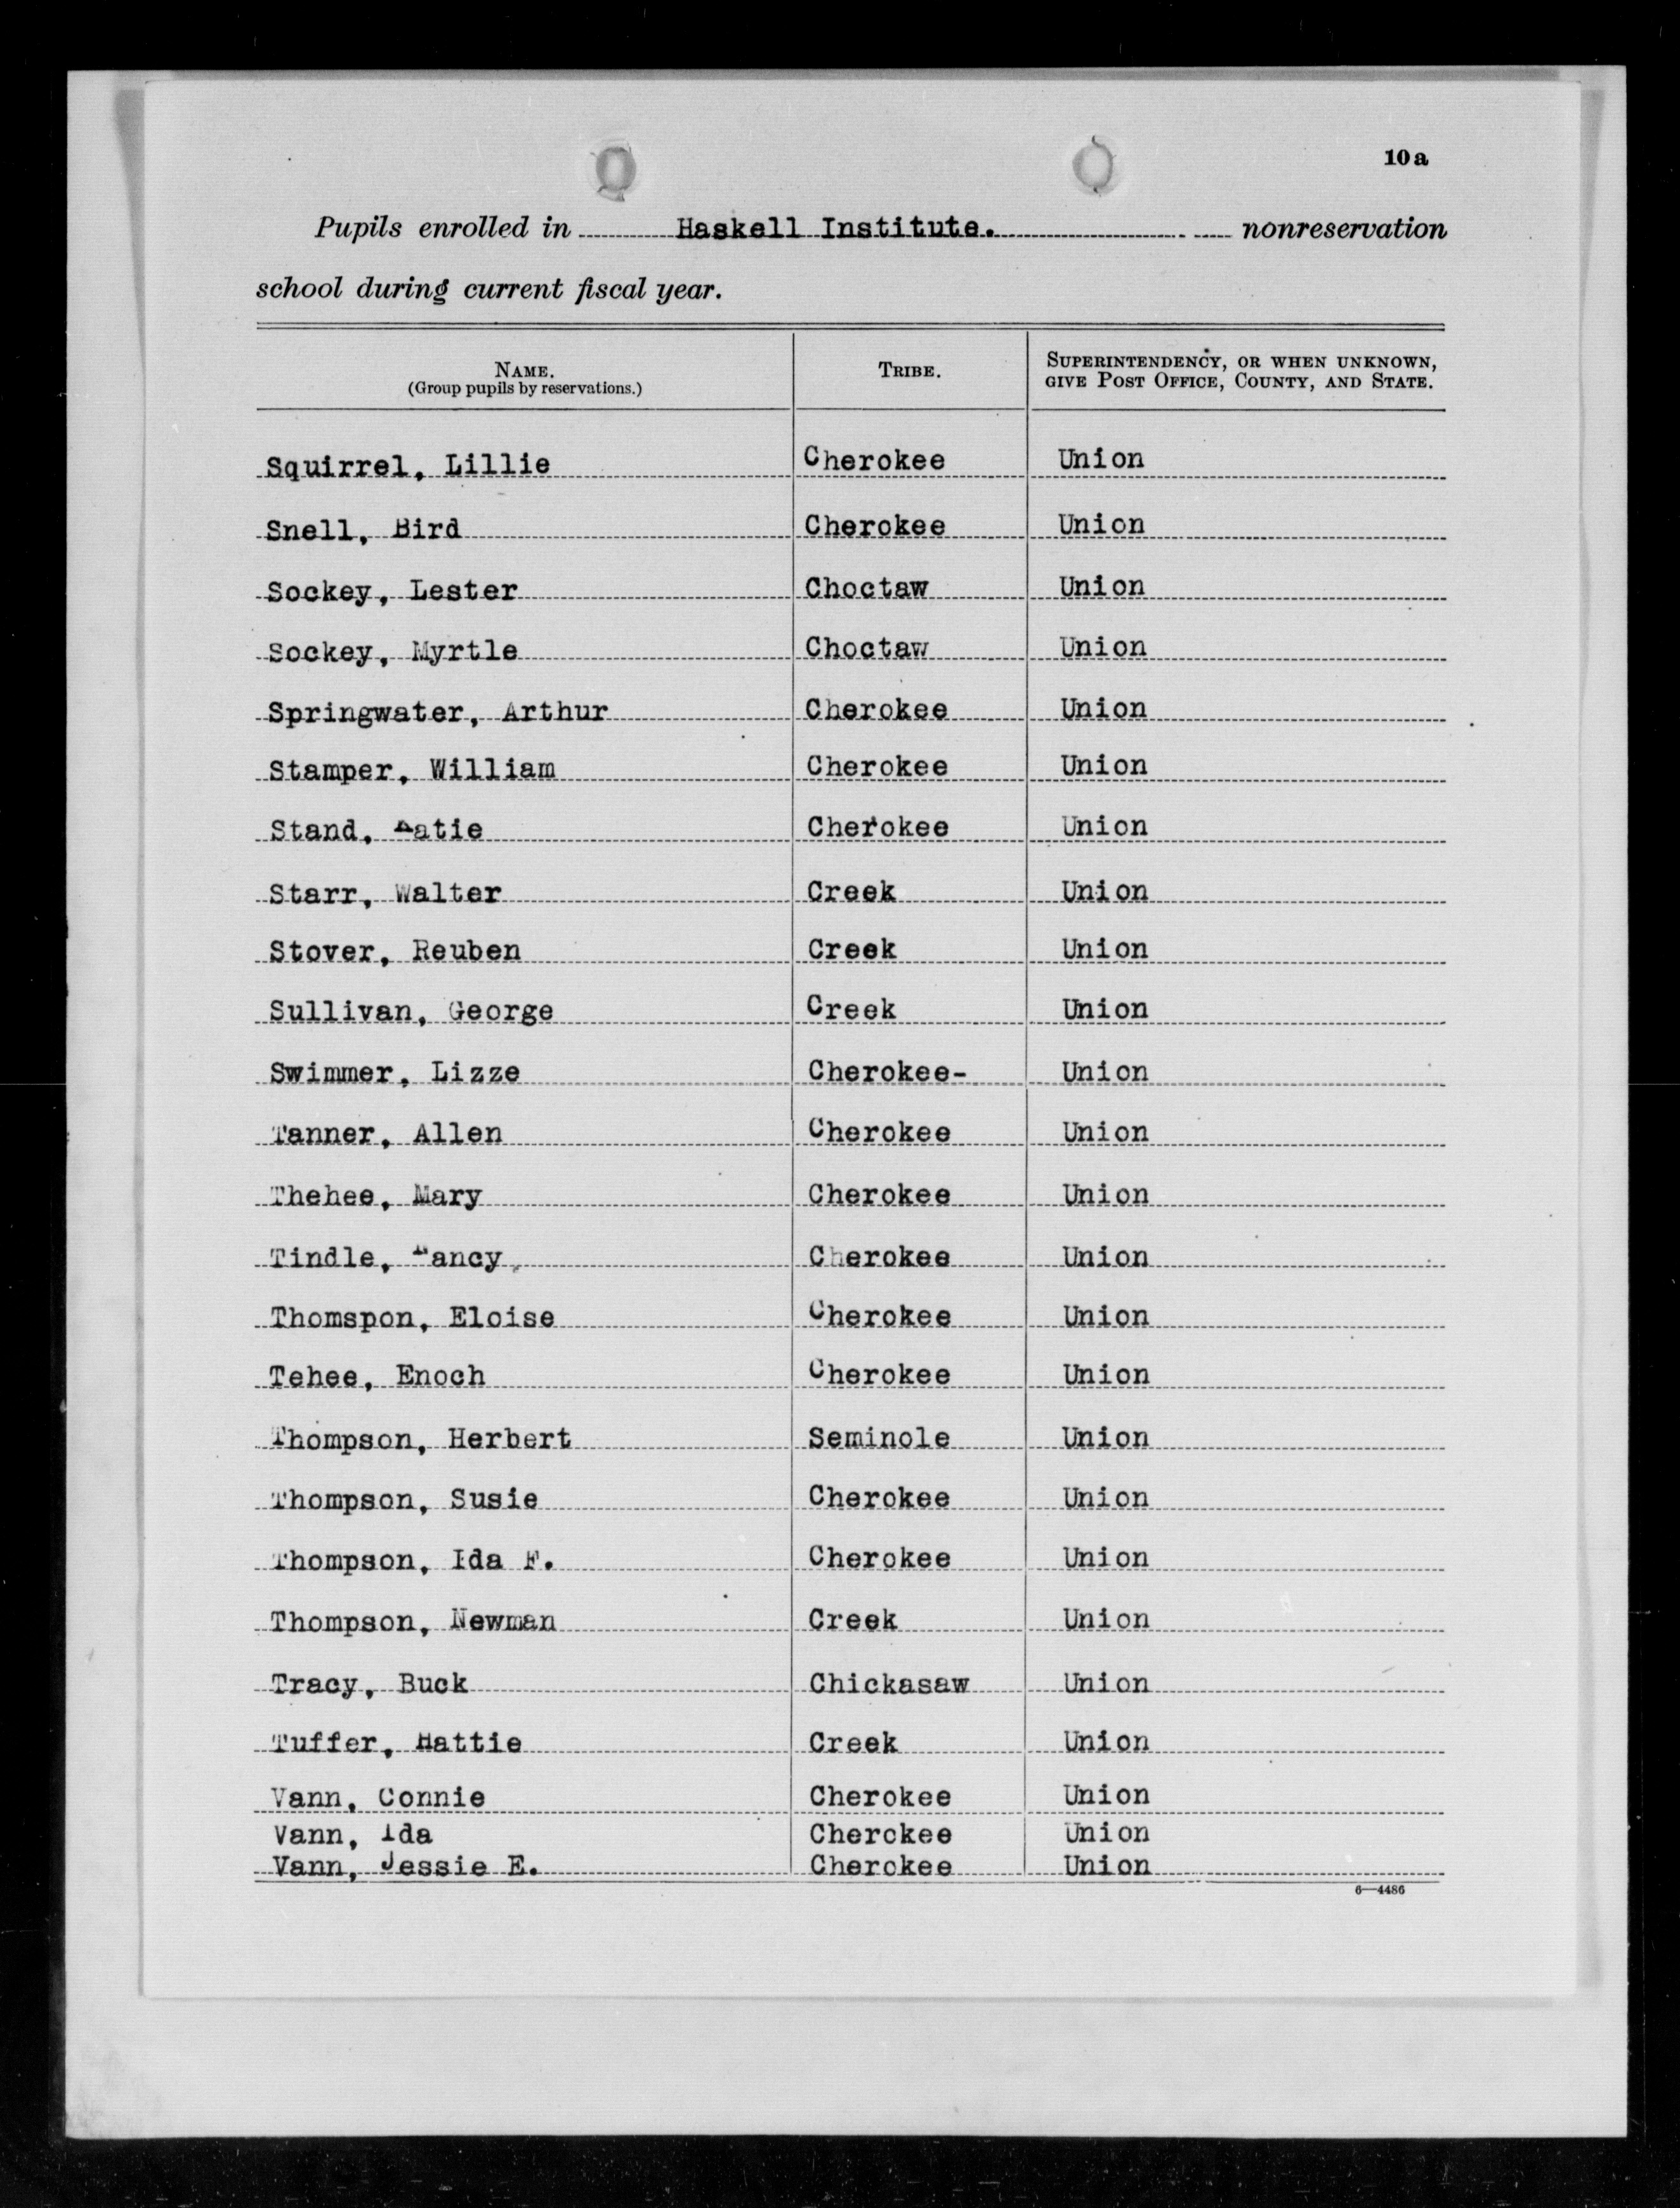 10a
Pupils enrolled in Haskell Institute. nonreservation
school during current fiscal year.
NAME. TRIBE. SUPERINTENDENCY, OR WHEN UNKNOWN,
(Group pupils by reservations.) GIVE POST OFFICE, COUNTY, AND STATE.
Squirrel, Lillie Cherokee Union
Snell, Bird Cherokee Union
Sockey, Lester Choctaw Union
Sockey, Myrtle Choctaw Union
Springwater, Arthur Cherokee Union
Stamper, William Cherokee Union
Stand, Cherokee Union
Starr, Walter Creek Union
Stover, Reuben Creek Union
Sullivan, George Creek Union
Swimmer, Lizze Cherokee- Union
Tanner, Allen Cherokee Union
Thehee, Mary Cherokee Union
Tindle, Nancy Cherokee Union
Thomspon, Eloise Cherokee Union
Tehee, Enoch Cherokee Union
Thompson, Herbert Seminole Union
Thompson, Susie Cherokee Union
Thompson, Ida F. Cherokee Union
Thompson, Newman Creek Union
Tracy, Buck Chickasaw Union
Tuffer, Hattie Creek Union
Vann, Connie Cherokee Union
Vann, Ida Cherokee Union
Vann, Jessie E. Cherokee Union
6—4486